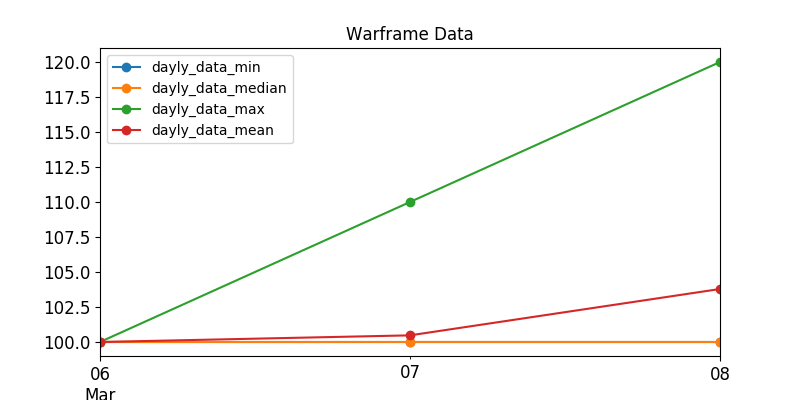 Warframe Data
dayly_data_min
dayly_data_median
dayly_data_max
dayly_data_mean
120.0
117.5
115.0
112.5
110.0
107.5
105.0
102.5
100.0
06 07 08
Mar